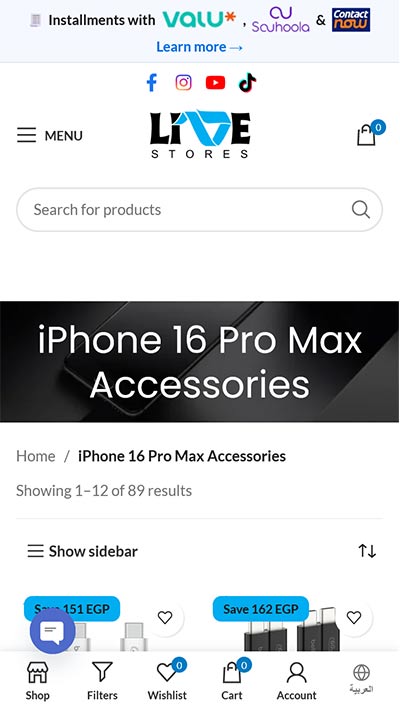 Installments with valu* , Souhoola & Contact now
Learn more →
MENU
LIVE
STORES
0
Search for products
iPhone 16 Pro Max
Accessories
Home / iPhone 16 Pro Max Accessories
Showing 1–12 of 89 results
Show sidebar
Save 151 EGP
Save 162 EGP
0
0
Shop
Filters
Wishlist
Cart
Account
العربية